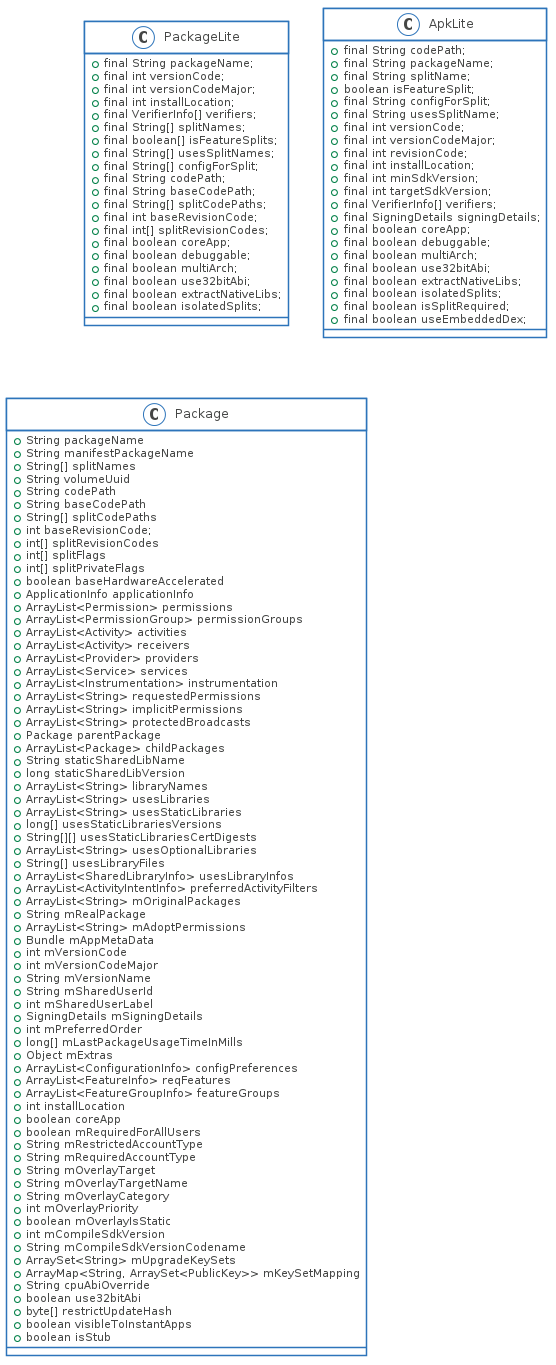 C PackageLite
final String packageName;
final int versionCode;
final int versionCodeMajor;
final int installLocation;
final VerifierInfo[] verifiers;
final String[] splitNames;
final boolean[] isFeatureSplits;
final String[] usesSplitNames;
final String[] configForSplit;
final String codePath;
final String baseCodePath;
final String[] splitCodePaths;
final int baseRevisionCode;
final int[] splitRevisionCodes;
final boolean coreApp;
final boolean debuggable;
final boolean multiArch;
final boolean use32bitAbi;
final boolean extractNativeLibs;
final boolean isolatedSplits;
C ApkLite
final String codePath;
final String packageName;
final String splitName;
boolean isFeatureSplit;
final String configForSplit;
final String usesSplitName;
final int versionCode;
final int versionCodeMajor;
final int revisionCode;
final int installLocation;
final int minSdkVersion;
final int targetSdkVersion;
final VerifierInfo[] verifiers;
final SigningDetails signingDetails;
final boolean coreApp;
final boolean debuggable;
final boolean multiArch;
final boolean use32bitAbi;
final boolean extractNativeLibs;
final boolean isolatedSplits;
final boolean isSplitRequired;
final boolean useEmbeddedDex;
C Package
String packageName
String manifestPackageName
String[] splitNames
String volumeUuid
String codePath
String baseCodePath
String[] splitCodePaths
int baseRevisionCode;
int[] splitRevisionCodes
int[] splitFlags
int[] splitPrivateFlags
boolean baseHardwareAccelerated
ApplicationInfo applicationInfo
ArrayList<Permission> permissions
ArrayList<PermissionGroup> permissionGroups
ArrayList<Activity> activities
ArrayList<Activity> receivers
ArrayList<Provider> providers
ArrayList<Service> services
ArrayList<Instrumentation> instrumentation
ArrayList<String> requestedPermissions
ArrayList<String> implicitPermissions
ArrayList<String> protectedBroadcasts
Package parentPackage
ArrayList<Package> childPackages
String staticSharedLibName
long staticSharedLibVersion
ArrayList<String> libraryNames
ArrayList<String> usesLibraries
ArrayList<String> usesStaticLibraries
long[] usesStaticLibrariesVersions
String[][] usesStaticLibrariesCertDigests
ArrayList<String> usesOptionalLibraries
String[] usesLibraryFiles
ArrayList<SharedLibraryInfo> usesLibraryInfos
ArrayList<ActivityIntentInfo> preferredActivityFilters
ArrayList<String> mOriginalPackages
String mRealPackage
ArrayList<String> mAdoptPermissions
Bundle mAppMetaData
int mVersionCode
int mVersionCodeMajor
String mVersionName
String mSharedUserId
int mSharedUserLabel
SigningDetails mSigningDetails
int mPreferredOrder
long[] mLastPackageUsageTimeInMills
Object mExtras
ArrayList<ConfigurationInfo> configPreferences
ArrayList<FeatureInfo> reqFeatures
ArrayList<FeatureGroupInfo> featureGroups
int installLocation
boolean coreApp
boolean mRequiredForAllUsers
String mRestrictedAccountType
String mRequiredAccountType
String mOverlayTarget
String mOverlayTargetName
String mOverlayCategory
int mOverlayPriority
boolean mOverlayIsStatic
int mCompileSdkVersion
String mCompileSdkVersionCodename
ArraySet<String> mUpgradeKeySets
ArrayMap<String, ArraySet<PublicKey>> mKeySetMapping
String cpuAbiOverride
boolean use32bitAbi
byte[] restrictUpdateHash
boolean visibleToInstantApps
boolean isStub